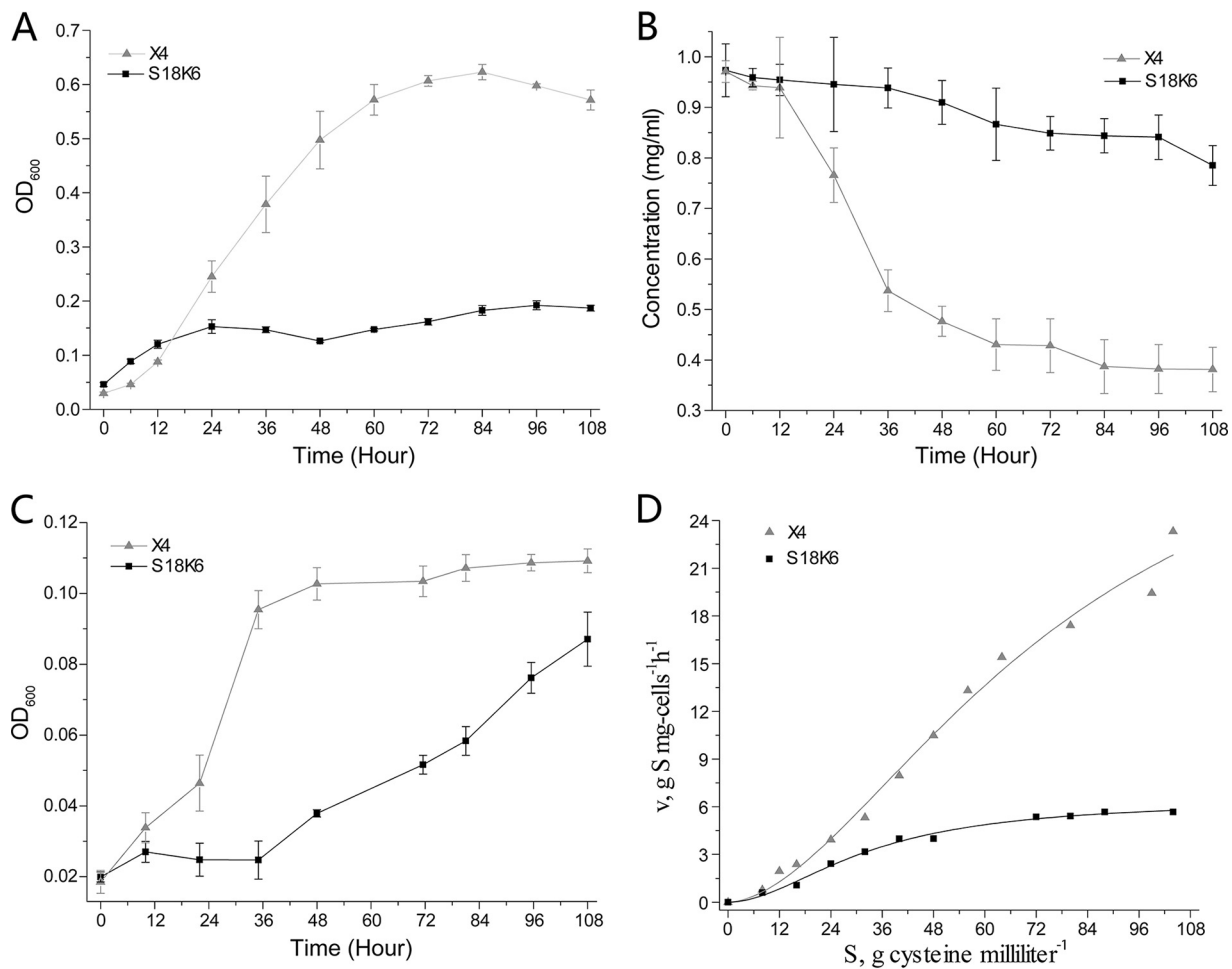 A
X4
S18K6
0.7
0.6
0.5
0.4
0.3
0.2
0.1
0.0
OD600
0 12 24 36 48 60 72 84 96 108
Time (Hour)
B
X4
S18K6
1.0
0.9
0.8
0.7
0.6
0.5
0.4
0.3
Concentration (mg/ml)
0 12 24 36 48 60 72 84 96 108
Time (Hour)
C
X4
S18K6
0.12
0.10
0.08
0.06
0.04
0.02
OD600
0 12 24 36 48 60 72 84 96 108
Time (Hour)
D
X4
S18K6
24
21
18
15
12
9
6
3
0
v, g S mg-cells⁻¹h⁻¹
0 12 24 36 48 60 72 84 96 108
S, g cysteine milliliter⁻¹